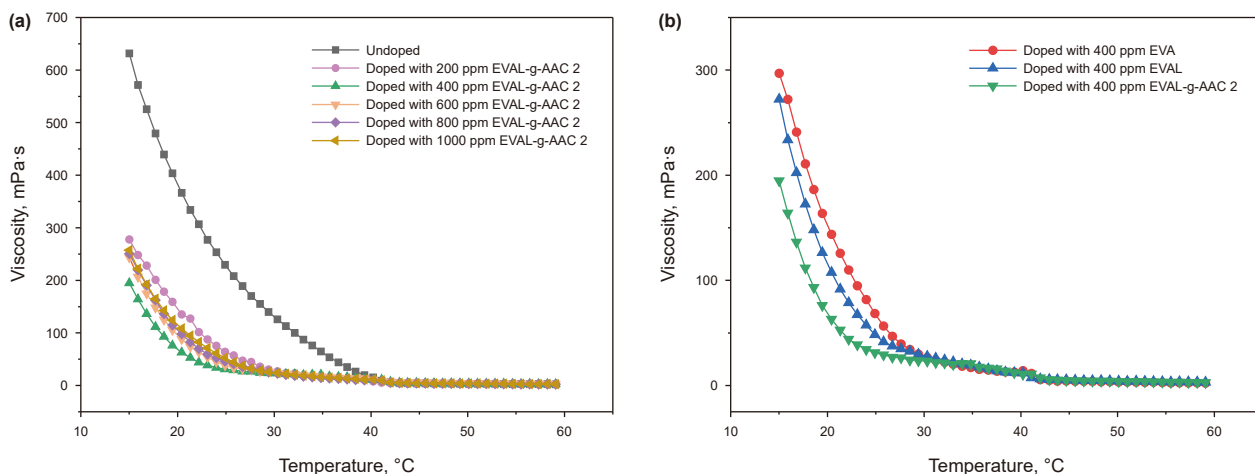 (a)
700
600
500
400
300
200
100
0
Viscosity, mPa·s
Undoped
Doped with 200 ppm EVAL-g-AAC 2
Doped with 400 ppm EVAL-g-AAC 2
Doped with 600 ppm EVAL-g-AAC 2
Doped with 800 ppm EVAL-g-AAC 2
Doped with 1000 ppm EVAL-g-AAC 2
10 20 30 40 50 60
Temperature, °C
(b)
300
200
100
0
Viscosity, mPa·s
Doped with 400 ppm EVA
Doped with 400 ppm EVAL
Doped with 400 ppm EVAL-g-AAC 2
10 20 30 40 50 60
Temperature, °C